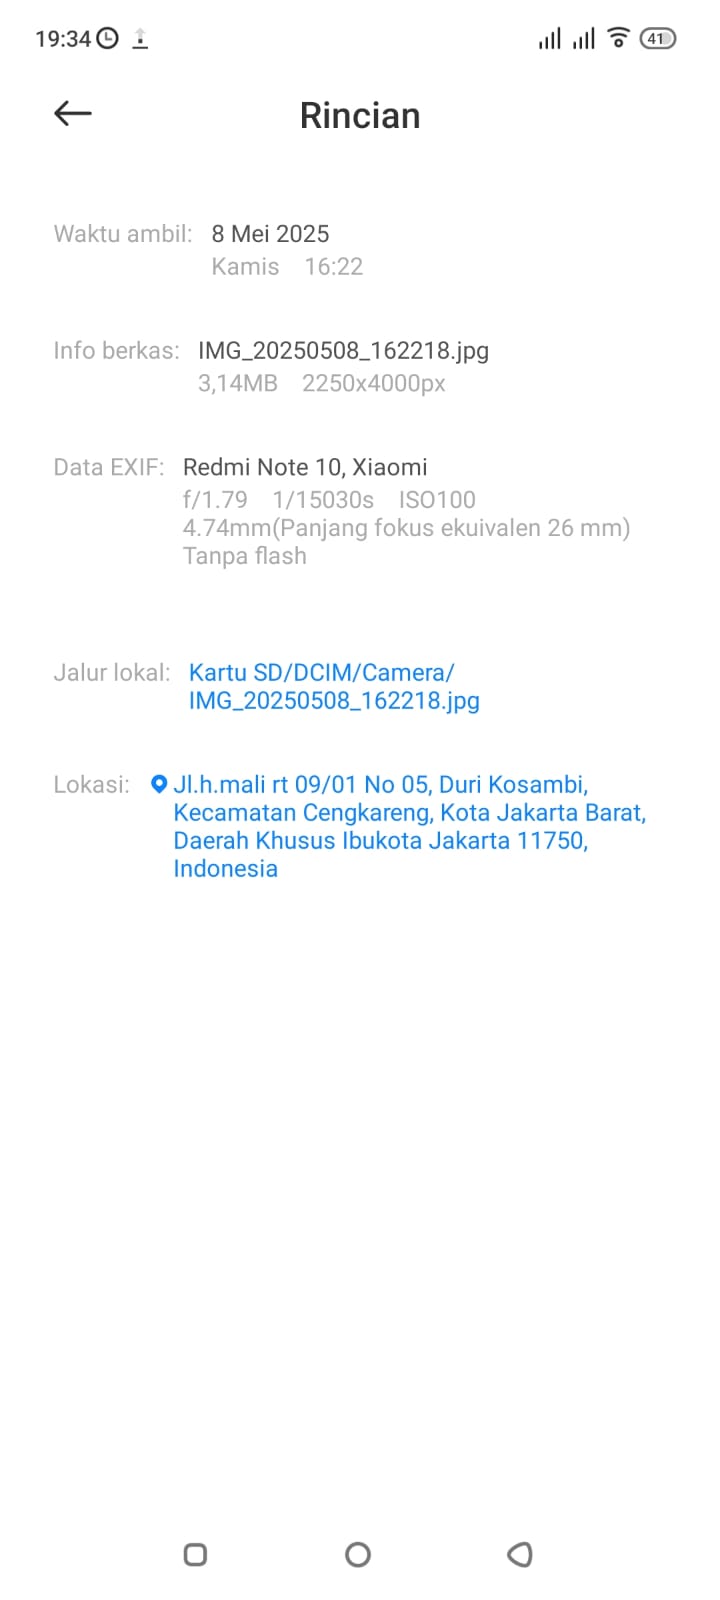 19:34
41
Rincian
Waktu ambil: 8 Mei 2025
Kamis 16:22
Info berkas: IMG_20250508_162218.jpg
3,14MB 2250x4000px
Data EXIF: Redmi Note 10, Xiaomi
f/1.79 1/15030s ISO100
4.74mm(Panjang fokus ekuivalen 26 mm)
Tanpa flash
Jalur lokal: Kartu SD/DCIM/Camera/
IMG_20250508_162218.jpg
Lokasi: Jl.h.mali rt 09/01 No 05, Duri Kosambi,
Kecamatan Cengkareng, Kota Jakarta Barat,
Daerah Khusus Ibukota Jakarta 11750,
Indonesia